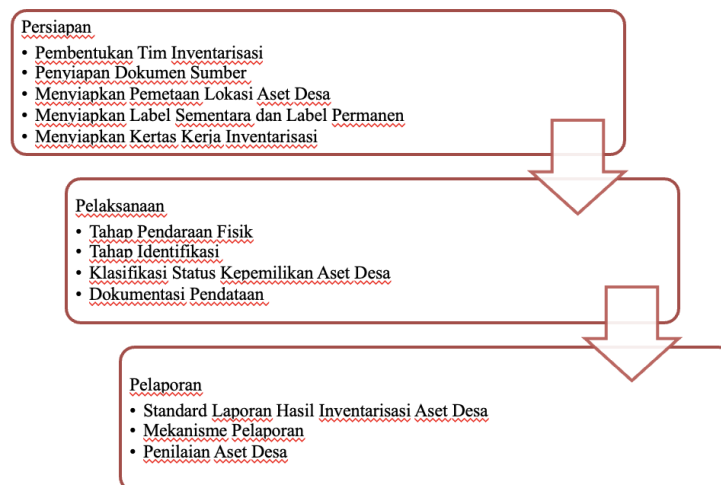 Persiapan
• Pembentukan Tim Inventarisasi
• Penyiapan Dokumen Sumber
• Menyiapkan Pemetaan Lokasi Aset Desa
• Menyiapkan Label Sementara dan Label Permanen
• Menyiapkan Kertas Kerja Inventarisasi
Pelaksanaan
• Tahap Pendaraan Fisik
• Tahap Identifikasi
• Klasifikasi Status Kepemilikan Aset Desa
• Dokumentasi Pendataan
Pelaporan
• Standard Laporan Hasil Inventarisasi Aset Desa
• Mekanisme Pelaporan
• Penilaian Aset Desa